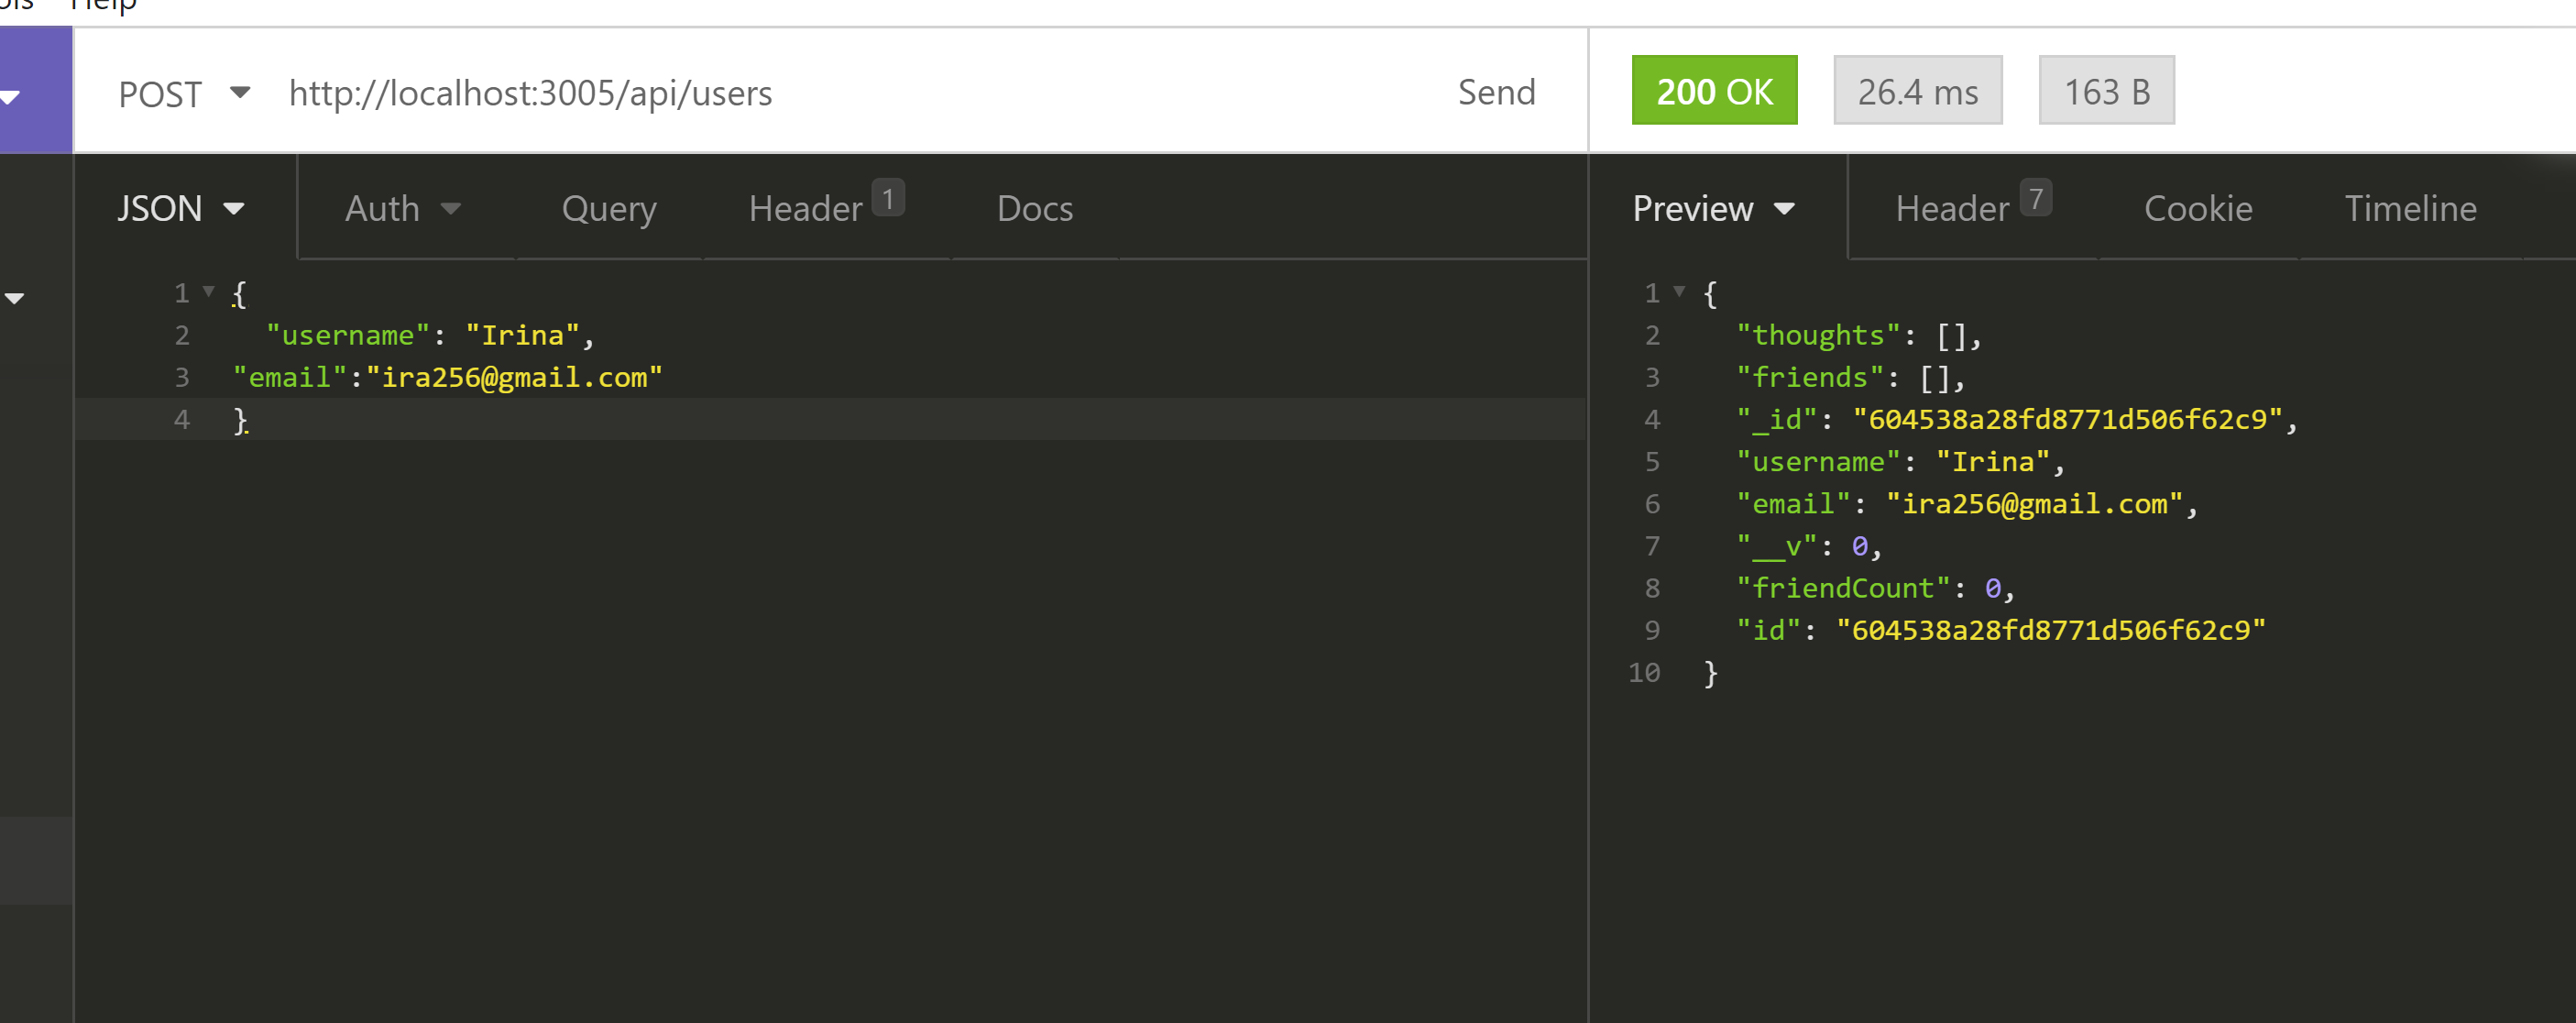 ols Help
POST http://localhost:3005/api/users Send 200 OK 26.4 ms 163 B
JSON Auth Query Header 1 Docs
1 {
2 "username": "Irina",
3 "email":"ira256@gmail.com"
4 }
Preview Header 7 Cookie Timeline
1 {
2 "thoughts": [],
3 "friends": [],
4 "_id": "604538a28fd8771d506f62c9",
5 "username": "Irina",
6 "email": "ira256@gmail.com",
7 "__v": 0,
8 "friendCount": 0,
9 "id": "604538a28fd8771d506f62c9"
10 }